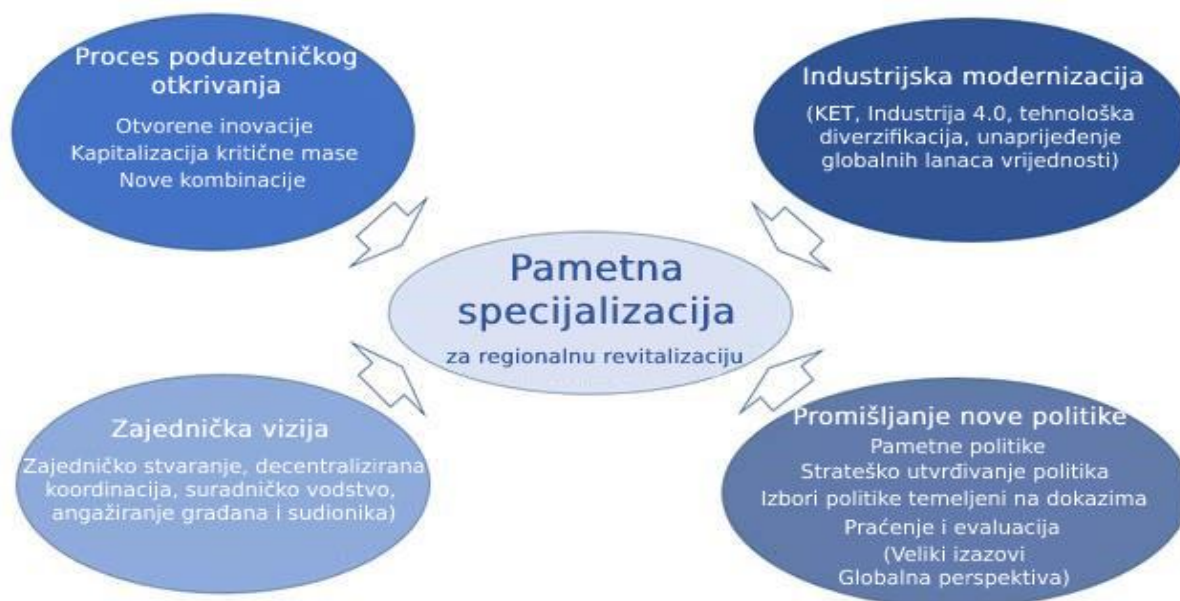 Proces poduzetničkog
otkrivanja
Otvorene inovacije
Kapitalizacija kritične mase
Nove kombinacije
Industrijska modernizacija
(KET, Industrija 4.0, tehnološka
diverzifikacija, unaprijeđenje
globalnih lanaca vrijednosti)
Pametna
specijalizacija
za regionalnu revitalizaciju
Zajednička vizija
Zajedničko stvaranje, decentralizirana
koordinacija, suradničko vodstvo,
angažiranje građana i sudionika)
Promišljanje nove politike
Pametne politike
Strateško utvrđivanje politika
Izbori politike temeljeni na dokazima
Praćenje i evaluacija
(Veliki izazovi
Globalna perspektiva)